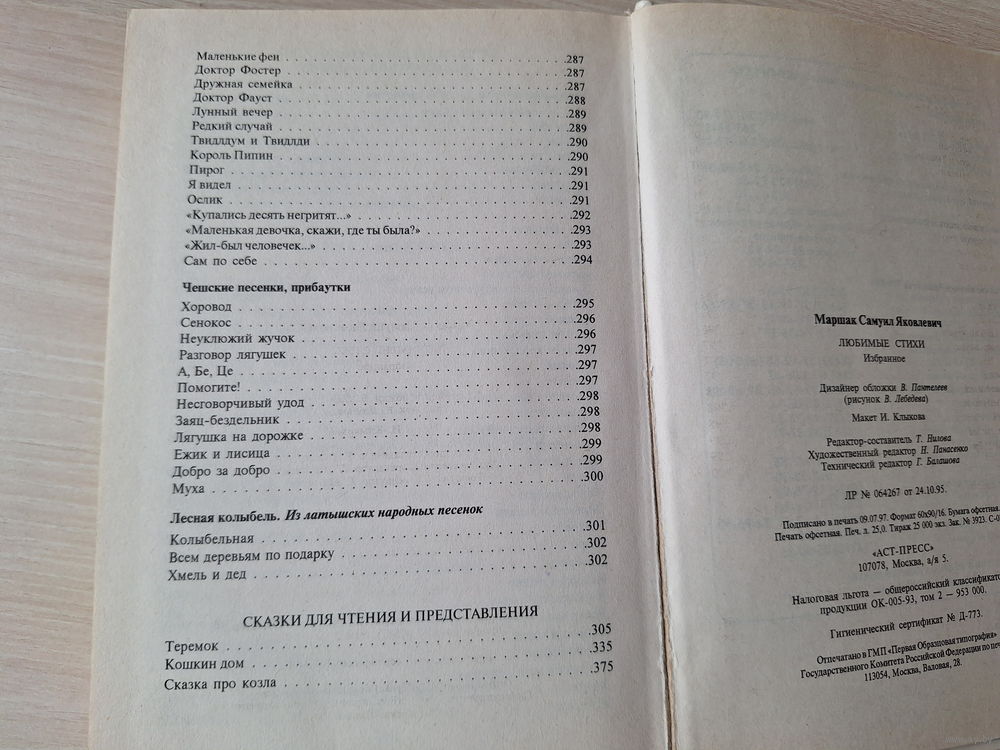 Маленькие феи . . . . . . . . . . . . . . . . . . . . . . . . . . .287
Доктор Фостер . . . . . . . . . . . . . . . . . . . . . . . . . . .287
Дружная семейка . . . . . . . . . . . . . . . . . . . . . . . . . .287
Доктор Фауст . . . . . . . . . . . . . . . . . . . . . . . . . . . .288
Лунный вечер . . . . . . . . . . . . . . . . . . . . . . . . . . . .289
Редкий случай . . . . . . . . . . . . . . . . . . . . . . . . . . . .289
Твидлдум и Твидлди . . . . . . . . . . . . . . . . . . . . . . . .290
Король Пипин . . . . . . . . . . . . . . . . . . . . . . . . . . . .290
Пирог . . . . . . . . . . . . . . . . . . . . . . . . . . . . . . . .291
Я видел . . . . . . . . . . . . . . . . . . . . . . . . . . . . . . .291
Ослик . . . . . . . . . . . . . . . . . . . . . . . . . . . . . . . .291
«Купались десять негритят...» . . . . . . . . . . . . . . . . . . .292
«Маленькая девочка, скажи, где ты была?» . . . . . . . . . . . .293
«Жил-был человечек...» . . . . . . . . . . . . . . . . . . . . . .293
Сам по себе . . . . . . . . . . . . . . . . . . . . . . . . . . . . .294
Чешские песенки, прибаутки
Хоровод . . . . . . . . . . . . . . . . . . . . . . . . . . . . . . .295
Сенокос . . . . . . . . . . . . . . . . . . . . . . . . . . . . . . .296
Неуклюжий жучок . . . . . . . . . . . . . . . . . . . . . . . . . .296
Разговор лягушек . . . . . . . . . . . . . . . . . . . . . . . . . .297
А, Бе, Це . . . . . . . . . . . . . . . . . . . . . . . . . . . . . .297
Помогите! . . . . . . . . . . . . . . . . . . . . . . . . . . . . . .297
Несговорчивый удод . . . . . . . . . . . . . . . . . . . . . . . .298
Заяц-бездельник . . . . . . . . . . . . . . . . . . . . . . . . . .298
Лягушка на дорожке . . . . . . . . . . . . . . . . . . . . . . . .298
Ежик и лисица . . . . . . . . . . . . . . . . . . . . . . . . . . .299
Добро за добро . . . . . . . . . . . . . . . . . . . . . . . . . . .299
Муха . . . . . . . . . . . . . . . . . . . . . . . . . . . . . . . . .300
Лесная колыбель. Из латышских народных песенок
Колыбельная . . . . . . . . . . . . . . . . . . . . . . . . . . . .301
Всем деревьям по подарку . . . . . . . . . . . . . . . . . . . . .302
Хмель и дед . . . . . . . . . . . . . . . . . . . . . . . . . . . . .302
СКАЗКИ ДЛЯ ЧТЕНИЯ И ПРЕДСТАВЛЕНИЯ
Теремок . . . . . . . . . . . . . . . . . . . . . . . . . . . . . . .305
Кошкин дом . . . . . . . . . . . . . . . . . . . . . . . . . . . . .335
Сказка про козла . . . . . . . . . . . . . . . . . . . . . . . . . .375
Маршак Самуил Яковлевич
ЛЮБИМЫЕ СТИХИ
Избранное
Дизайнер обложки В. Пантелеев
(рисунок В. Лебедева)
Макет И. Клыкова
Редактор-составитель Т. Нилова
Художественный редактор Н. Панасенко
Технический редактор Г. Балашова
ЛР № 064267 от 24.10.95.
Подписано в печать 09.07.97. Формат 60х90/16. Бумага офсетная.
Печать офсетная. Печ. л. 25,0. Тираж 25 000 экз. Зак. № 3923. С-0
«АСТ-ПРЕСС»
107078, Москва, а/я 5.
Налоговая льгота – общероссийский классификато
продукции ОК-005-93, том 2 – 953 000.
Гигиенический сертификат № Д-773.
Отпечатано в ГМП «Первая Образцовая типография»
Государственного Комитета Российской Федерации по печ
113054, Москва, Валовая, 28.